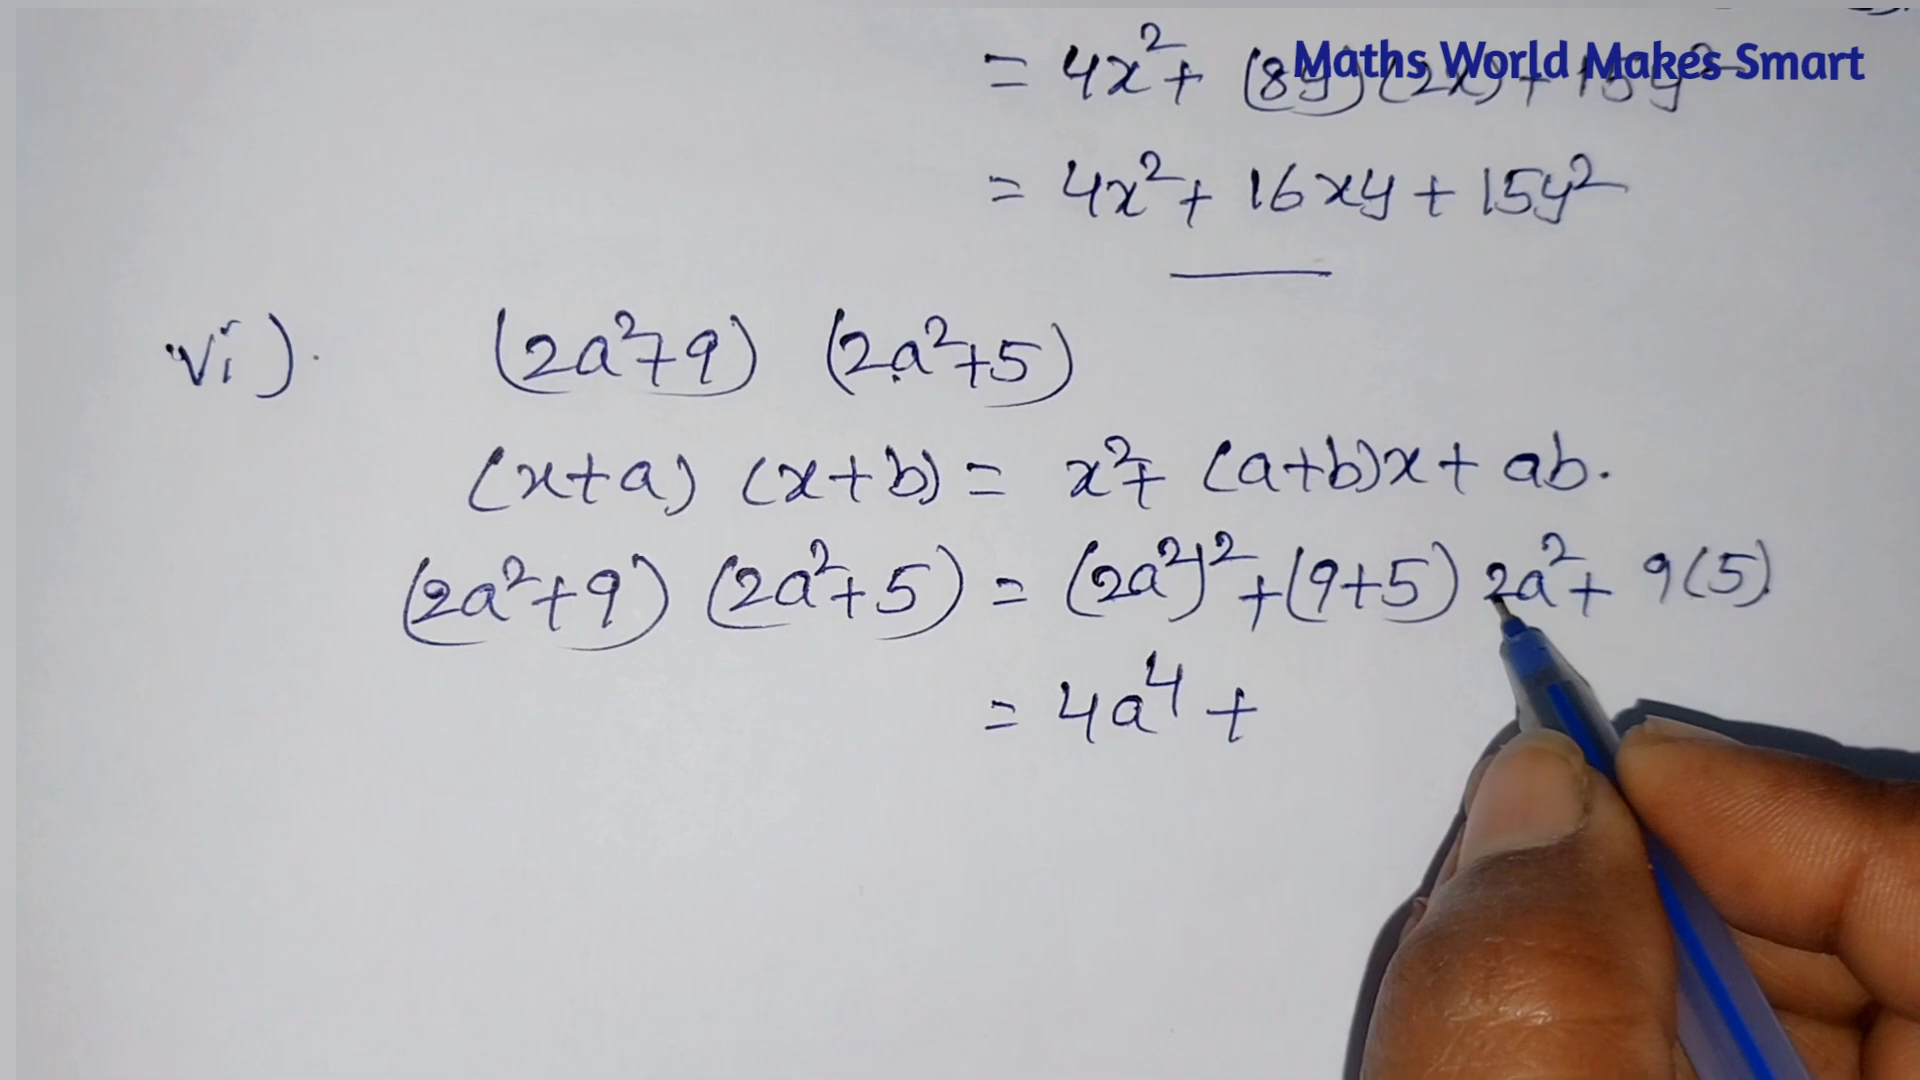 Maths World Makes Smart
= 4x² + (8y)(2x) + 15y²
= 4x² + 16xy + 15y²
vi). (2a²+9) (2a²+5)
(x+a) (x+b) = x² + (a+b)x + ab.
(2a²+9) (2a²+5) = (2a²)² + (9+5) 2a² + 9(5)
= 4a⁴ +